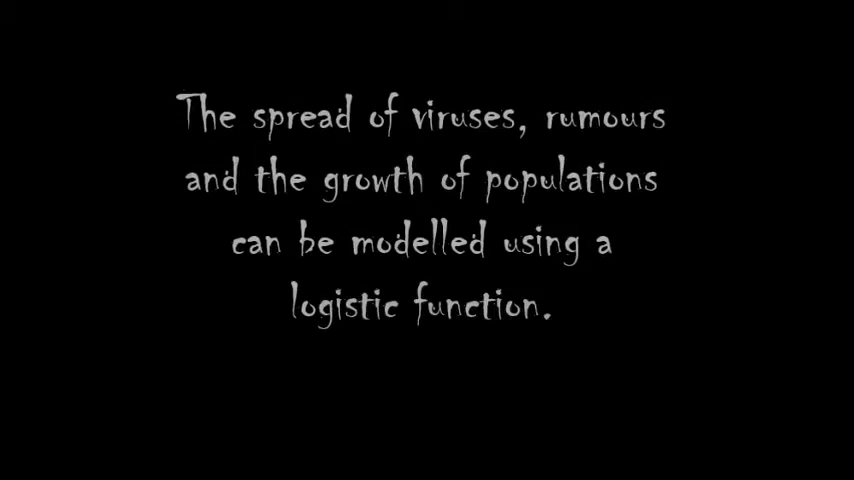 The spread of viruses, rumours
and the growth of populations
can be modelled using a
logistic function.